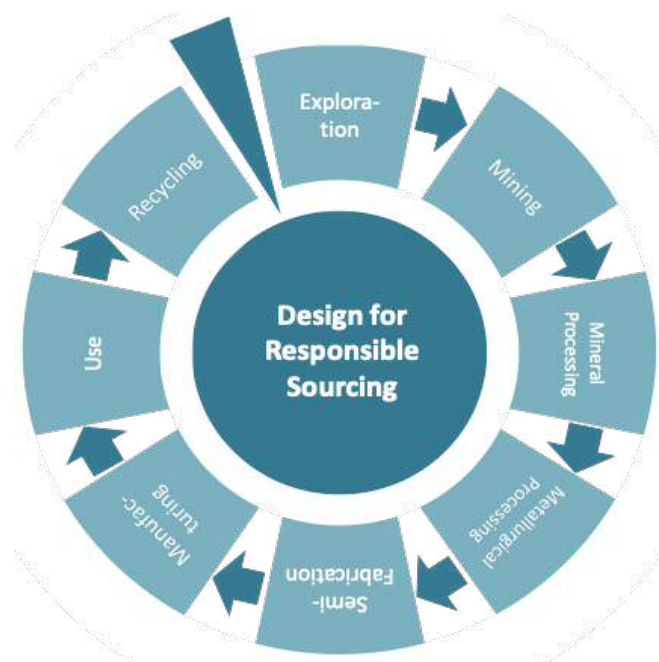 Explora-
tion
Mining
Mineral
Processing
Metallurgical
Processing
Semi-
Fabrication
Manufac-
turing
Use
Recycling
Design for
Responsible
Sourcing